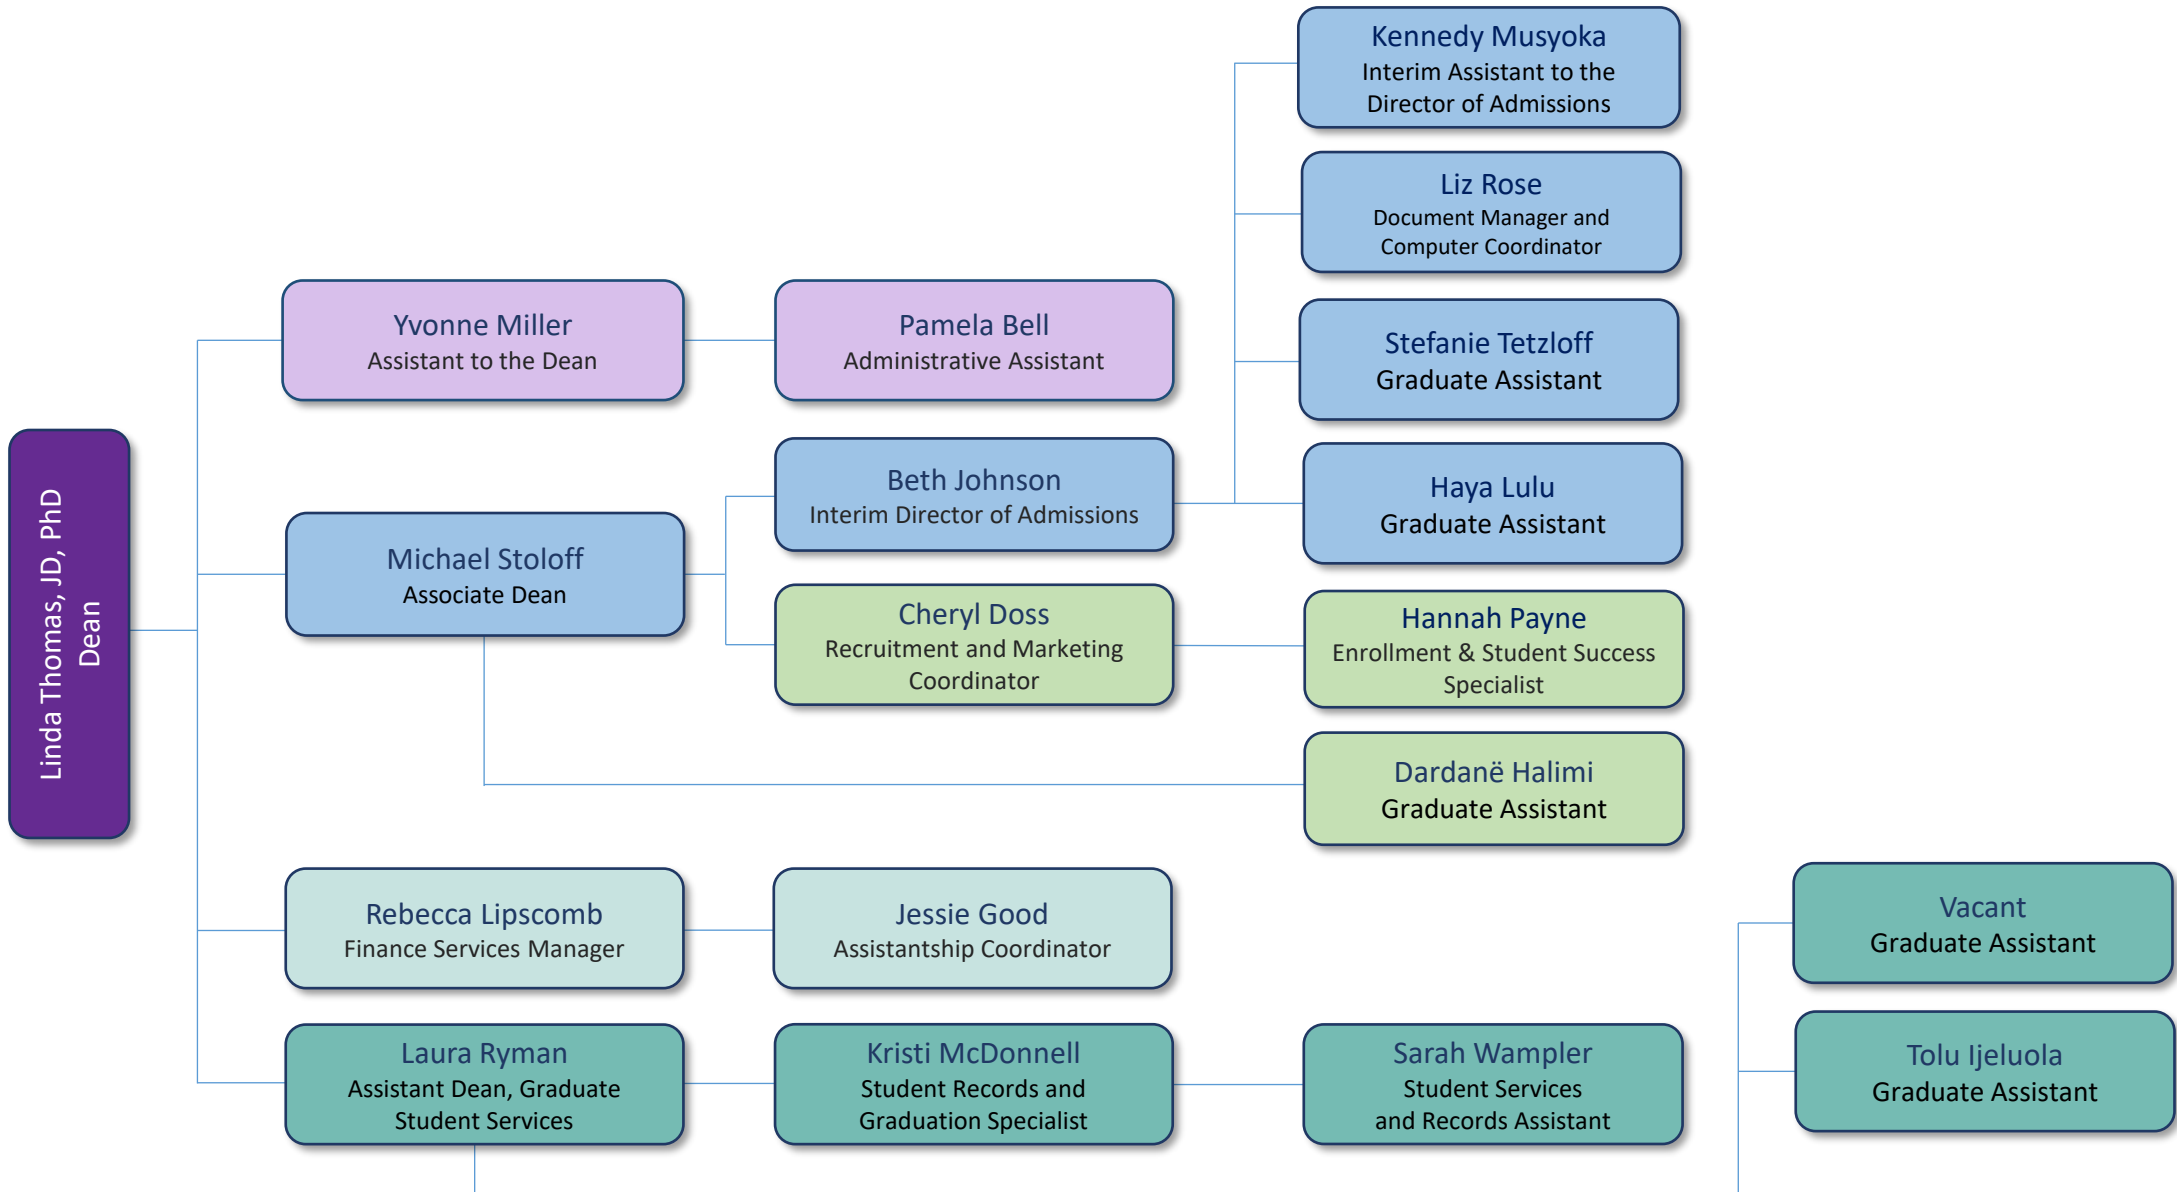 Linda Thomas, JD, PhD
Dean
Yvonne Miller
Assistant to the Dean
Pamela Bell
Administrative Assistant
Michael Stoloff
Associate Dean
Beth Johnson
Interim Director of Admissions
Kennedy Musyoka
Interim Assistant to the
Director of Admissions
Liz Rose
Document Manager and
Computer Coordinator
Stefanie Tetzloff
Graduate Assistant
Haya Lulu
Graduate Assistant
Cheryl Doss
Recruitment and Marketing
Coordinator
Hannah Payne
Enrollment & Student Success
Specialist
Dardanë Halimi
Graduate Assistant
Rebecca Lipscomb
Finance Services Manager
Jessie Good
Assistantship Coordinator
Laura Ryman
Assistant Dean, Graduate
Student Services
Kristi McDonnell
Student Records and
Graduation Specialist
Sarah Wampler
Student Services
and Records Assistant
Vacant
Graduate Assistant
Tolu Ijeluola
Graduate Assistant